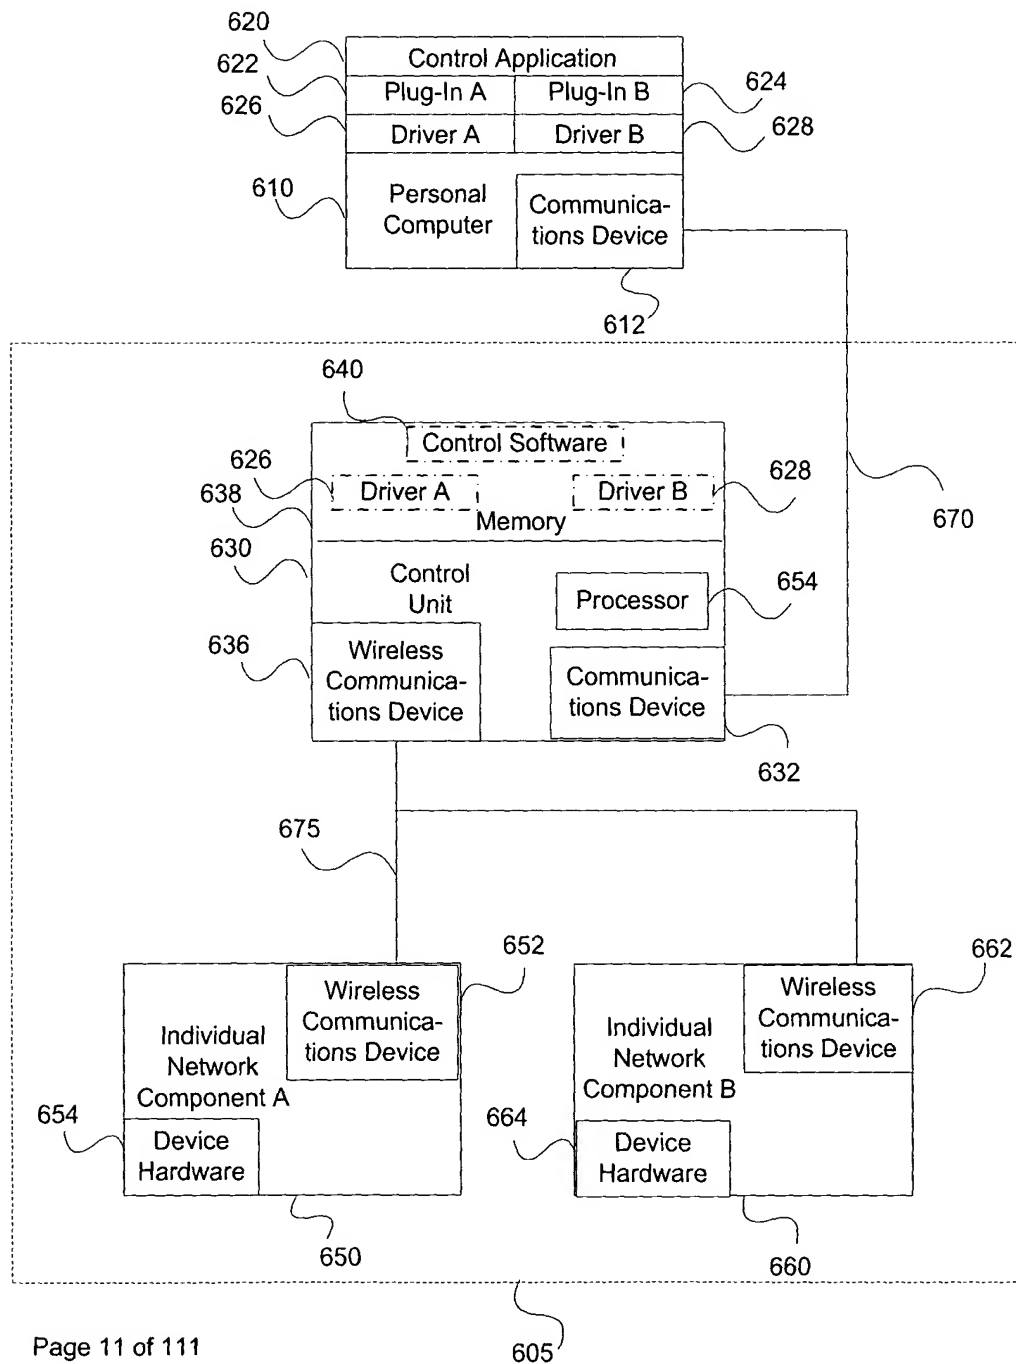 620
Control Application
622
Plug-In A
Plug-In B
624
626
Driver A
Driver B
628
610
Personal
Computer
Communica-
tions Device
612
640
Control Software
626
Driver A
Driver B
628
638
Memory
670
630
Control
Unit
Processor
654
636
Wireless
Communica-
tions Device
Communica-
tions Device
632
675
652
662
Wireless
Communica-
tions Device
Individual
Network
Component A
654
Device
Hardware
650
Wireless
Communica-
tions Device
Individual
Network
Component B
664
Device
Hardware
660
Page 11 of 111
605